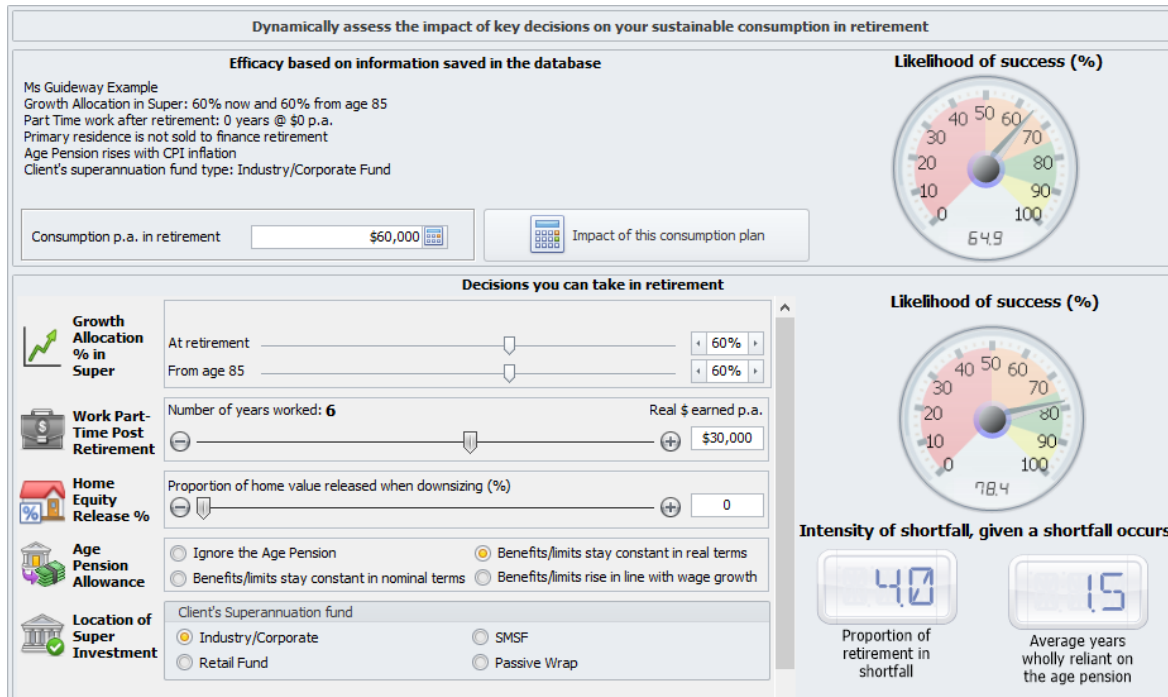 Dynamically assess the impact of key decisions on your sustainable consumption in retirement
Efficacy based on information saved in the database
Ms Guideway Example
Growth Allocation in Super: 60% now and 60% from age 85
Part Time work after retirement: 0 years @ $0 p.a.
Primary residence is not sold to finance retirement
Age Pension rises with CPI inflation
Client's superannuation fund type: Industry/Corporate Fund
Consumption p.a. in retirement
$60,000
Impact of this consumption plan
Likelihood of success (%)
0 10 20 30 40 50 60 70 80 90 100
64.9
Decisions you can take in retirement
Growth
Allocation
% in
Super
At retirement
60%
From age 85
60%
Work Part-
Time Post
Retirement
Number of years worked: 6
Real $ earned p.a.
$30,000
Home
Equity
Release %
Proportion of home value released when downsizing (%)
0
Age
Pension
Allowance
Ignore the Age Pension
Benefits/limits stay constant in real terms
Benefits/limits stay constant in nominal terms
Benefits/limits rise in line with wage growth
Location of
Super
Investment
Client's Superannuation fund
Industry/Corporate
SMSF
Retail Fund
Passive Wrap
Likelihood of success (%)
0 10 20 30 40 50 60 70 80 90 100
78.4
Intensity of shortfall, given a shortfall occurs
4.0
1.5
Proportion of
retirement in
shortfall
Average years
wholly reliant on
the age pension